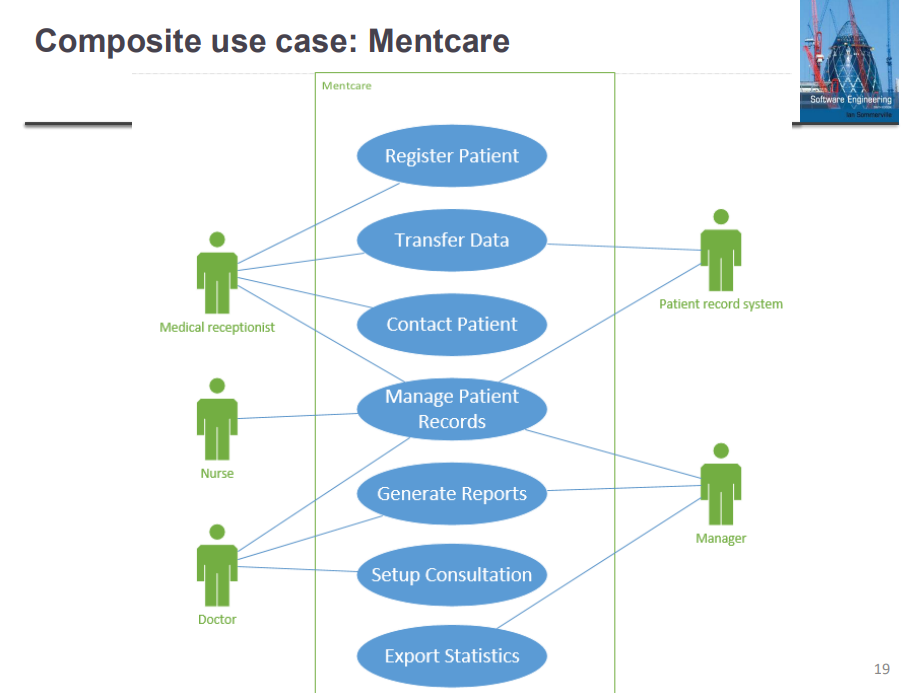 Composite use case: Mentcare
Software Engineering
Ian Sommerville
Mentcare
Register Patient
Transfer Data
Contact Patient
Manage Patient
Records
Generate Reports
Setup Consultation
Export Statistics
Medical receptionist
Nurse
Doctor
Patient record system
Manager
19